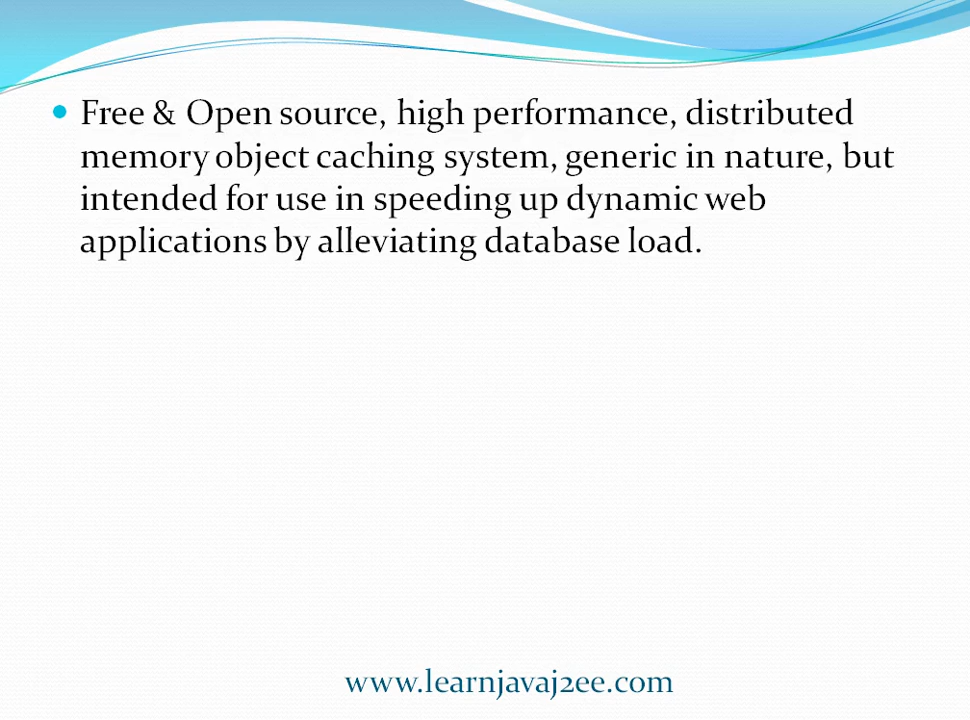 Free & Open source, high performance, distributed
memory object caching system, generic in nature, but
intended for use in speeding up dynamic web
applications by alleviating database load.
www.learnjavaj2ee.com